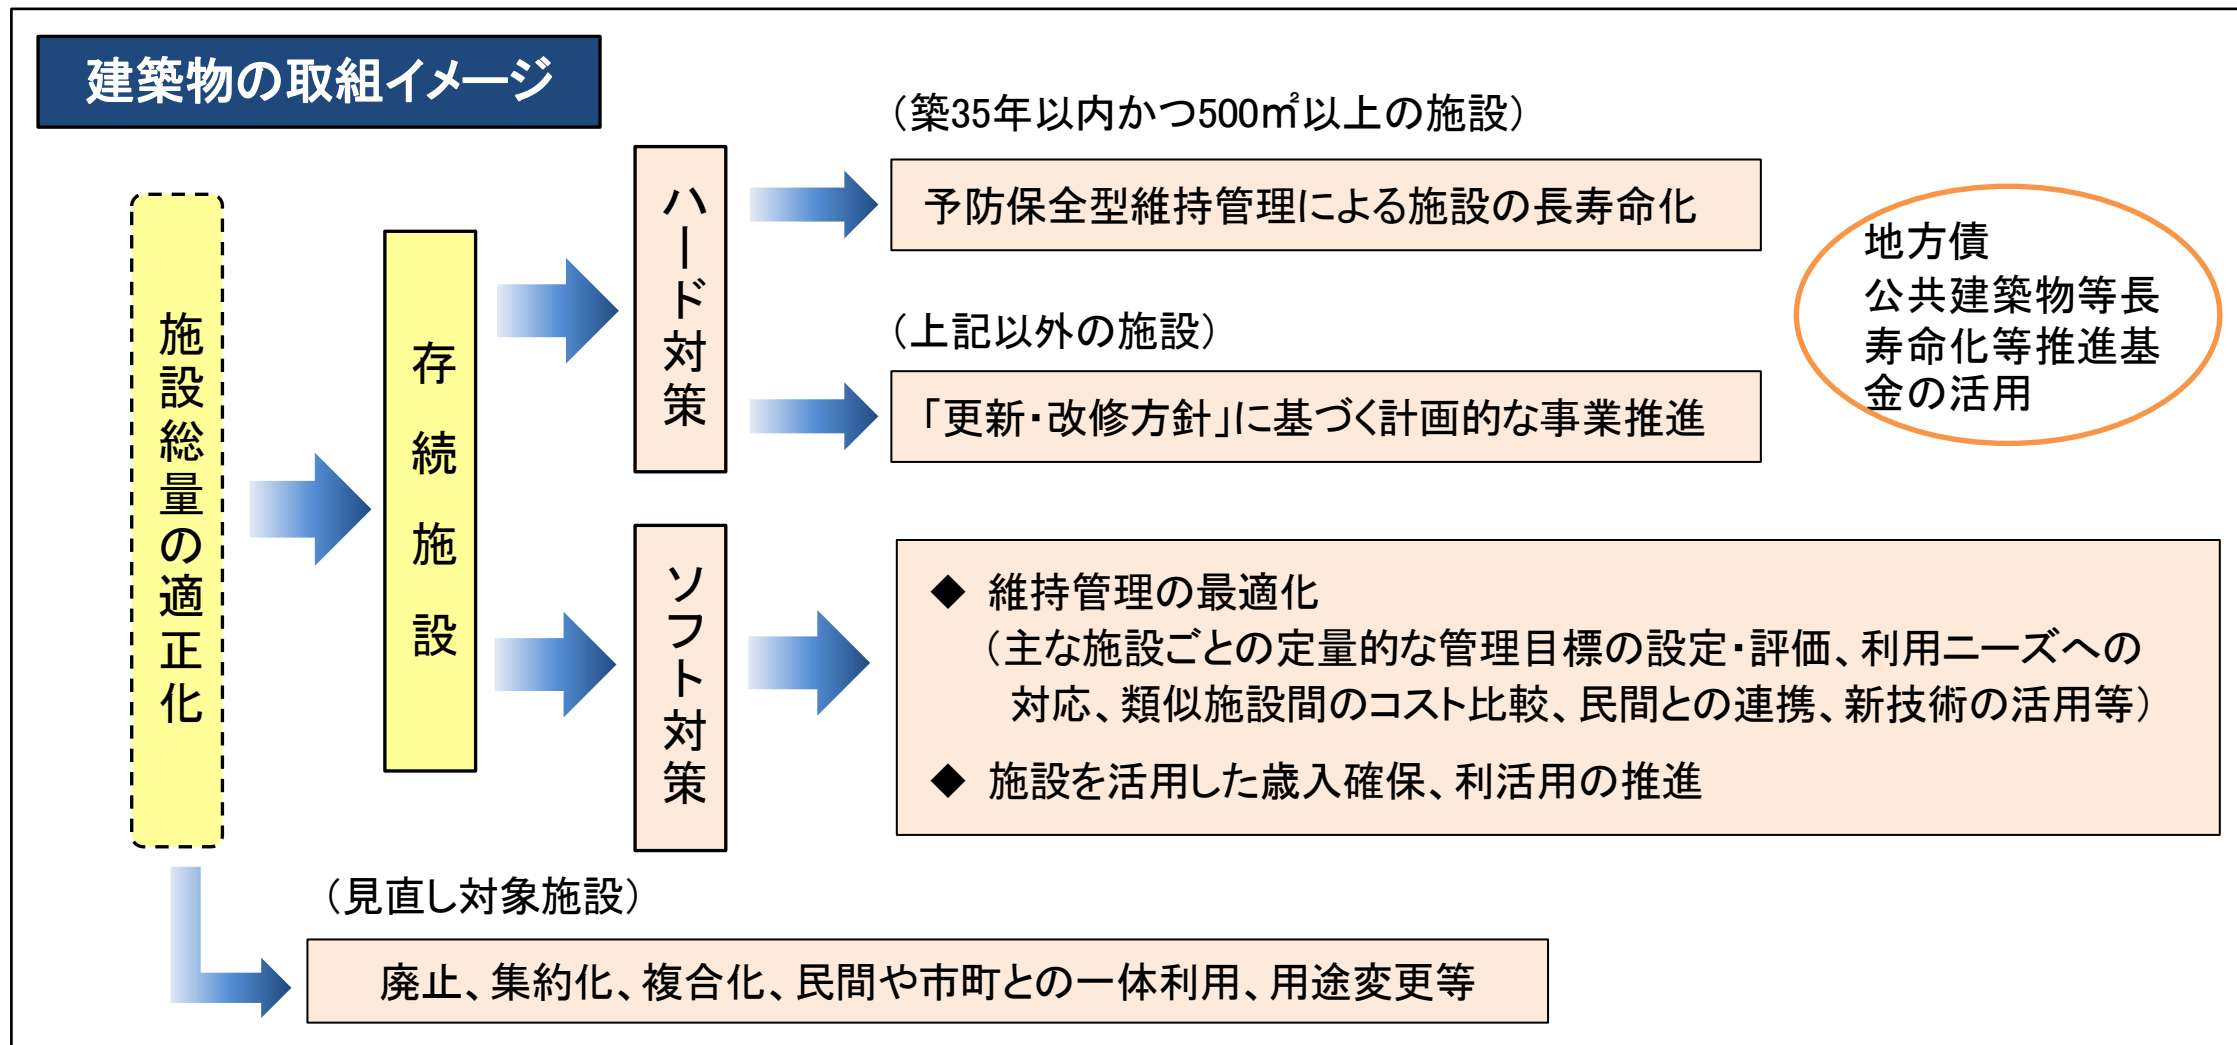 建築物の取組イメージ
施設総量の適正化
存続施設
ハード対策
（築35年以内かつ500㎡以上の施設）
予防保全型維持管理による施設の長寿命化
（上記以外の施設）
「更新・改修方針」に基づく計画的な事業推進
地方債
公共建築物等長
寿命化等推進基
金の活用
ソフト対策
◆ 維持管理の最適化
（主な施設ごとの定量的な管理目標の設定・評価、利用ニーズへの
対応、類似施設間のコスト比較、民間との連携、新技術の活用等）
◆ 施設を活用した歳入確保、利活用の推進
（見直し対象施設）
廃止、集約化、複合化、民間や市町との一体利用、用途変更等